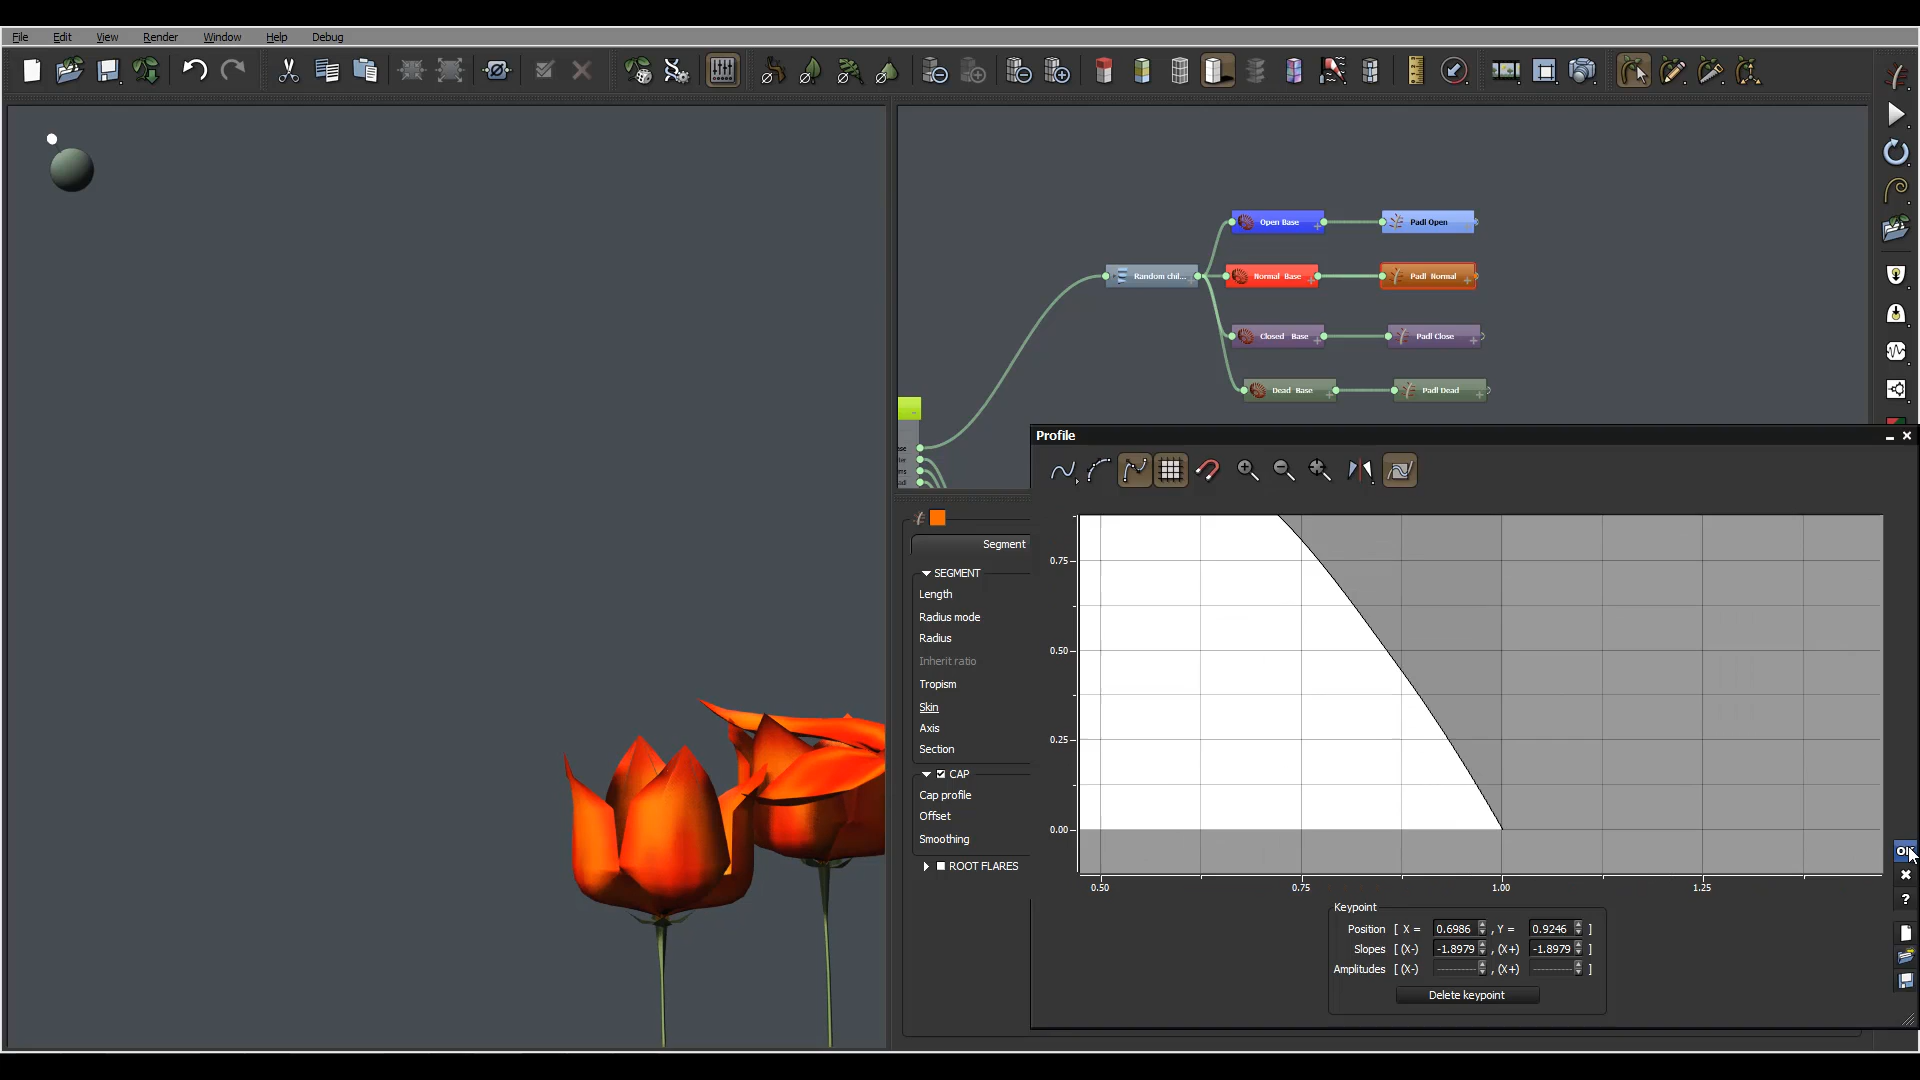 File Edit View Render Window Help Debug
Open Base
Padl Open
Random chil...
Normal Base
Padl Normal
Closed Base
Padl Close
Dead Base
Padl Dead
Profile
Segment
SEGMENT
Length
Radius mode
Radius
Inherit ratio
Tropism
Skin
Axis
Section
CAP
Cap profile
Offset
Smoothing
ROOT FLARES
0.75
0.50
0.25
0.00
0.50 0.75 1.00 1.25
Keypoint
Position [ X = 0.6986 , Y = 0.9246 ]
Slopes [ (X-) -1.8979 , (X+) -1.8979 ]
Amplitudes [ (X-) ---------- , (X+) ---------- ]
Delete keypoint
?